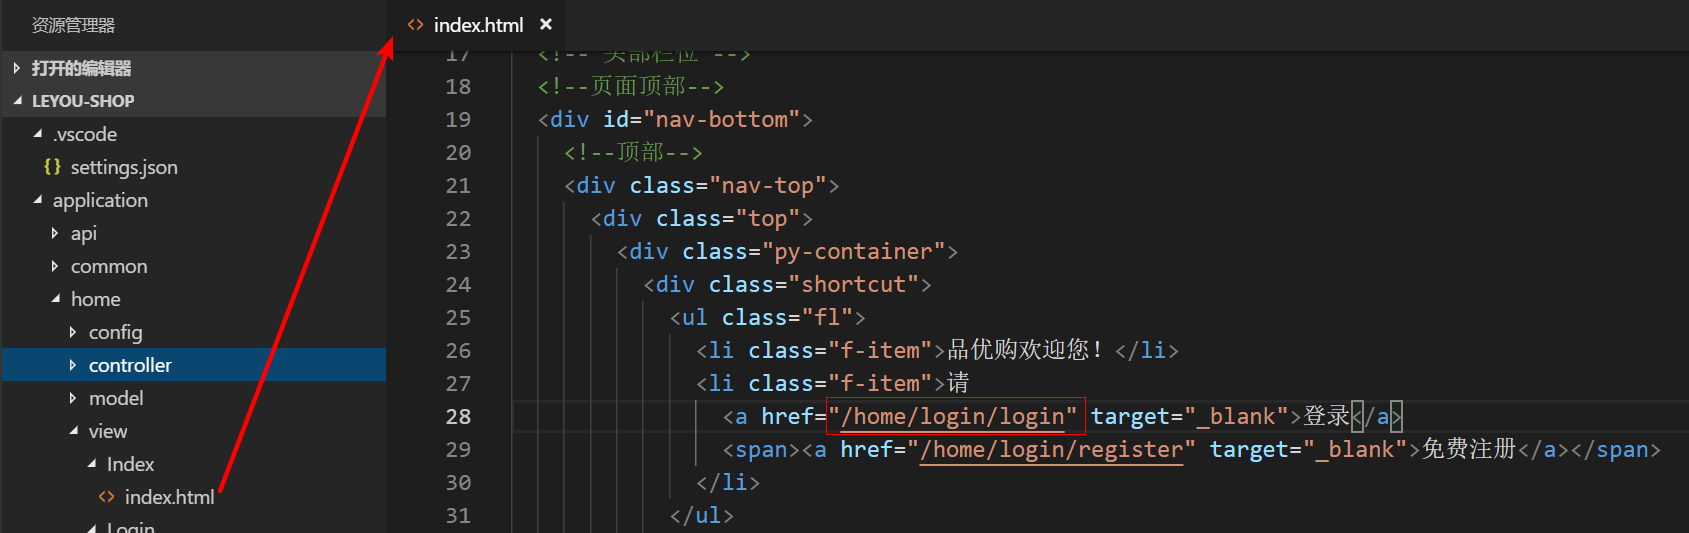 资源管理器
打开的编辑器
LEYOU-SHOP
.vscode
settings.json
application
api
common
home
config
controller
model
view
Index
index.html
Login
index.html
17 <!-- 头部栏位 -->
18 <!--页面顶部-->
19 <div id="nav-bottom">
20 <!--顶部-->
21 <div class="nav-top">
22 <div class="top">
23 <div class="py-container">
24 <div class="shortcut">
25 <ul class="fl">
26 <li class="f-item">品优购欢迎您！</li>
27 <li class="f-item">请
28 <a href="/home/login/login" target="_blank">登录</a>
29 <span><a href="/home/login/register" target="_blank">免费注册</a></span>
30 </li>
31 </ul>